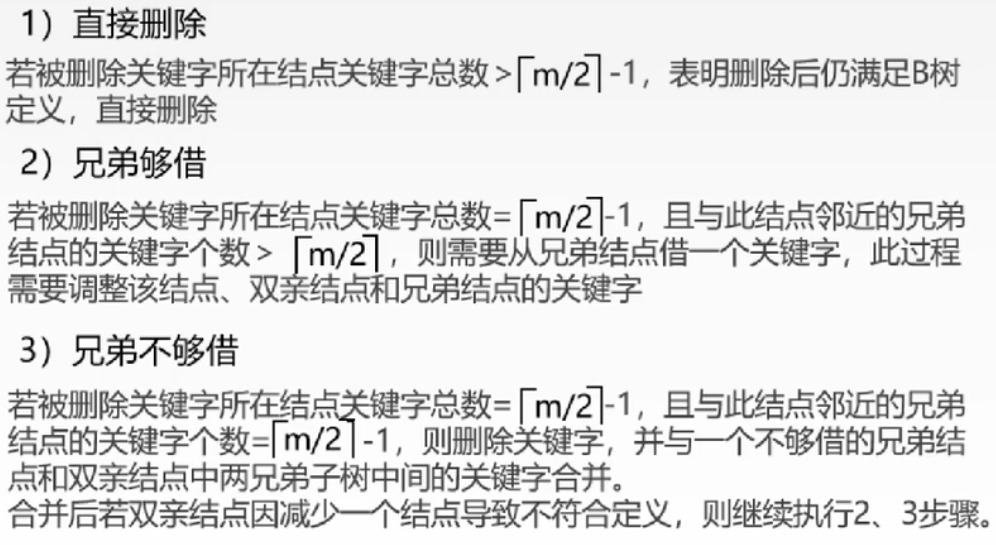 1）直接删除
若被删除关键字所在结点关键字总数>⌈m/2⌉-1，表明删除后仍满足B树
定义，直接删除
2）兄弟够借
若被删除关键字所在结点关键字总数=⌈m/2⌉-1，且与此结点邻近的兄弟
结点的关键字个数>⌈m/2⌉，则需要从兄弟结点借一个关键字，此过程
需要调整该结点、双亲结点和兄弟结点的关键字
3）兄弟不够借
若被删除关键字所在结点关键字总数=⌈m/2⌉-1，且与此结点邻近的兄弟
结点的关键字个数=⌈m/2⌉-1，则删除关键字，并与一个不够借的兄弟结
点和双亲结点中两兄弟子树中间的关键字合并。
合并后若双亲结点因减少一个结点导致不符合定义，则继续执行2、3步骤。